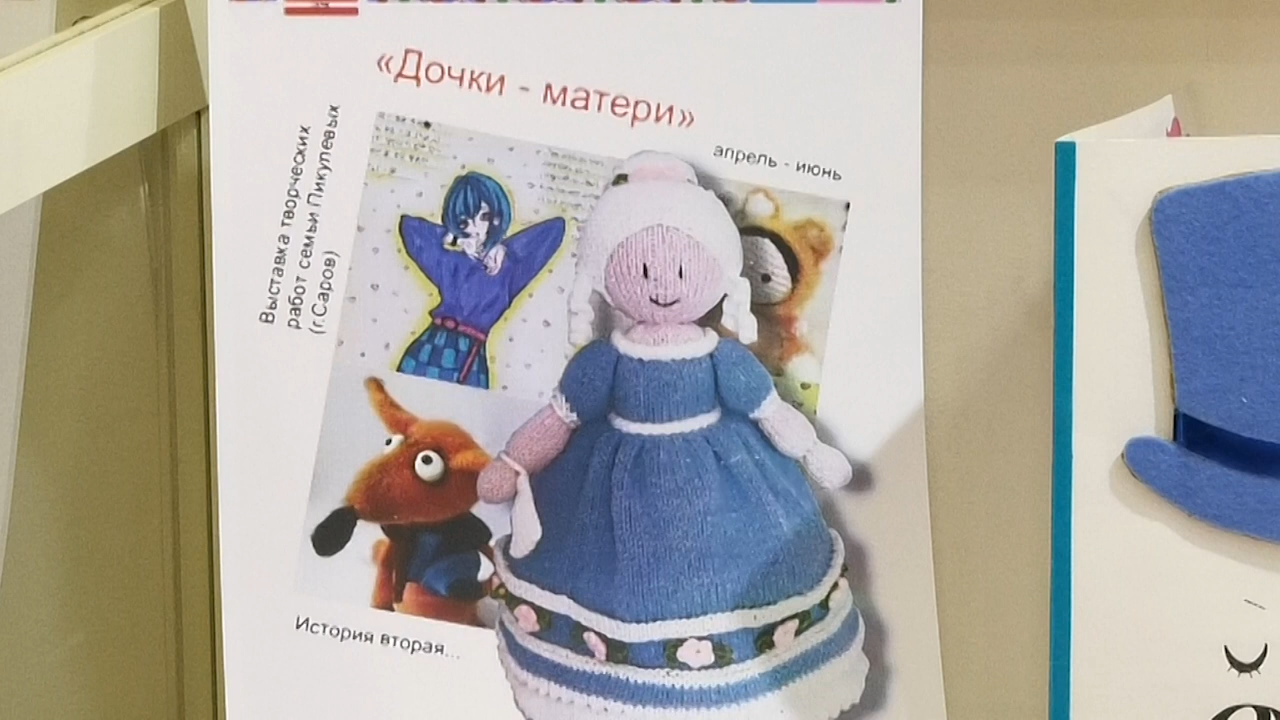 «Дочки - матери»
апрель - июнь
Выставка творческих
работ семьи Пикулевых
(г.Саров)
История вторая...